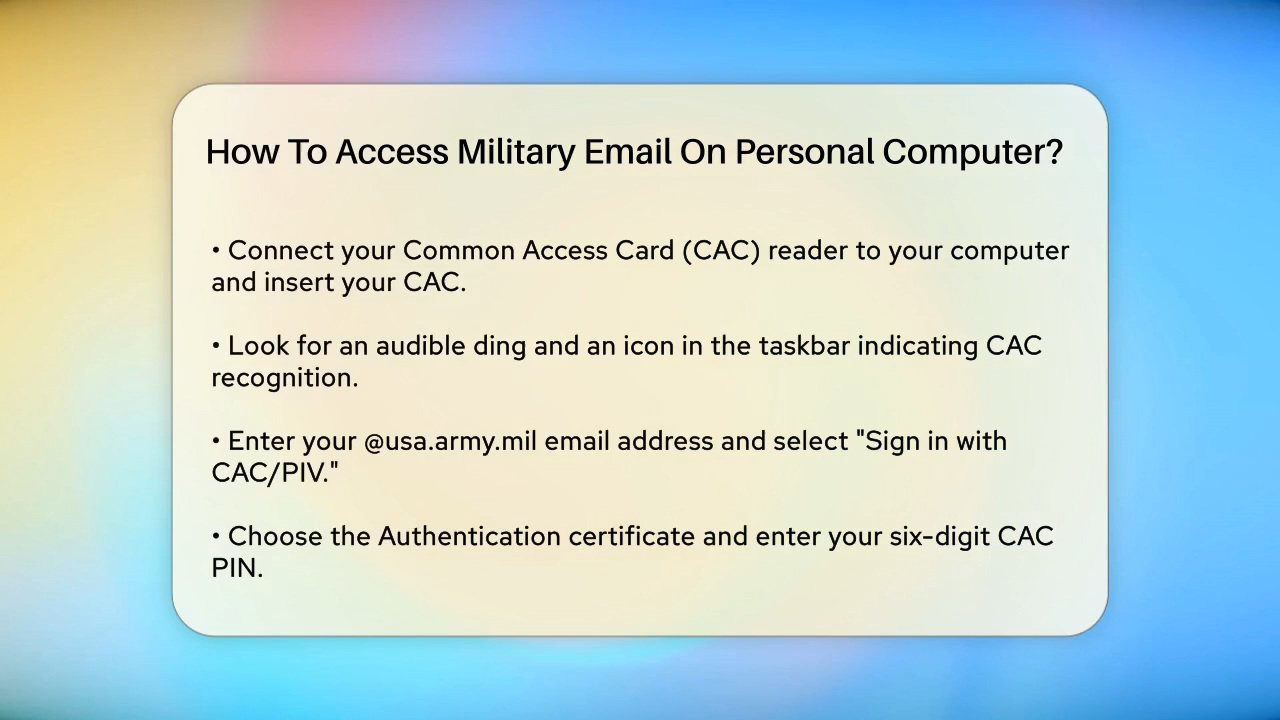 How To Access Military Email On Personal Computer?
• Connect your Common Access Card (CAC) reader to your computer
and insert your CAC.
• Look for an audible ding and an icon in the taskbar indicating CAC
recognition.
• Enter your @usa.army.mil email address and select "Sign in with
CAC/PIV."
• Choose the Authentication certificate and enter your six-digit CAC
PIN.